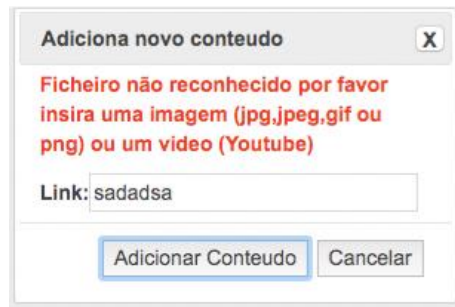 Adiciona novo conteudo X
Ficheiro não reconhecido por favor
insira uma imagem (jpg,jpeg,gif ou
png) ou um video (Youtube)
Link: sadadsa
Adicionar Conteudo Cancelar